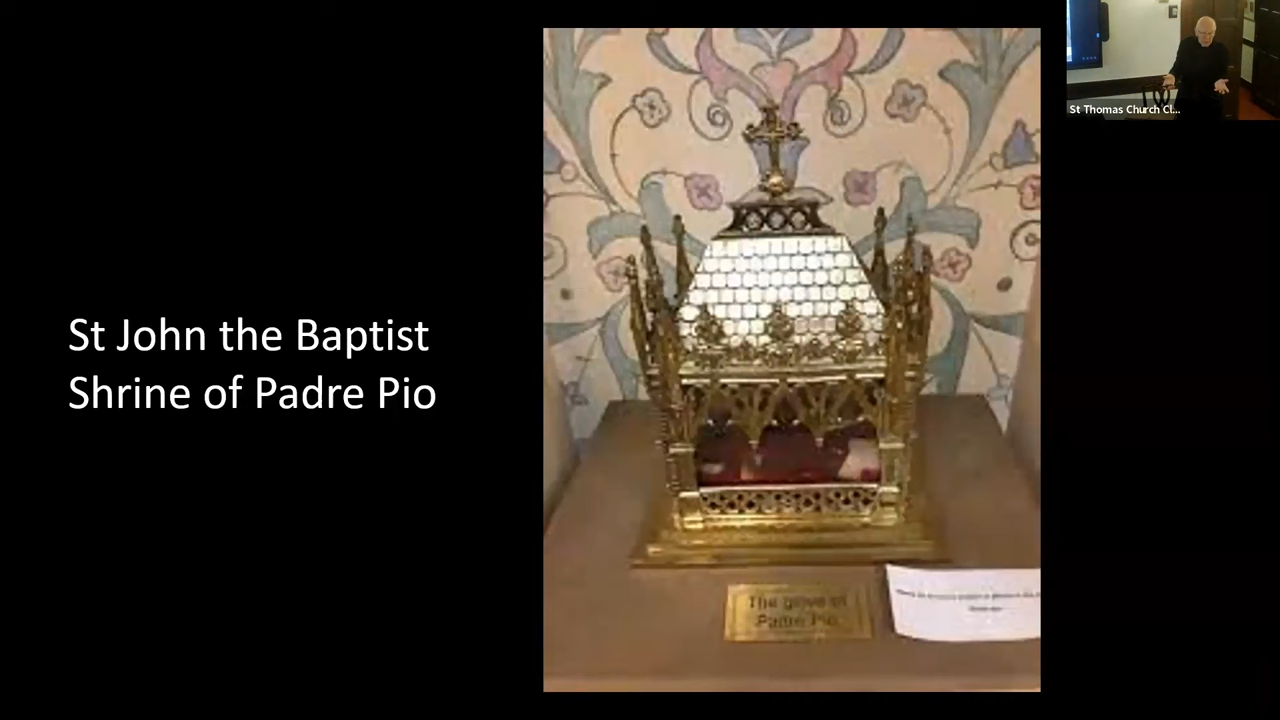 St John the Baptist
Shrine of Padre Pio
St Thomas Church Cl...
The glove of
Padre Pio